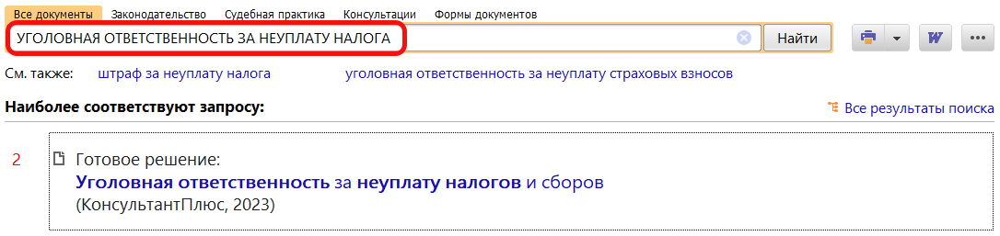 Все документы Законодательство Судебная практика Консультации Формы документов
УГОЛОВНАЯ ОТВЕТСТВЕННОСТЬ ЗА НЕУПЛАТУ НАЛОГА Найти W
См. также: штраф за неуплату налога уголовная ответственность за неуплату страховых взносов
Наиболее соответствуют запросу: Все результаты поиска
2 Готовое решение:
Уголовная ответственность за неуплату налогов и сборов
(КонсультантПлюс, 2023)